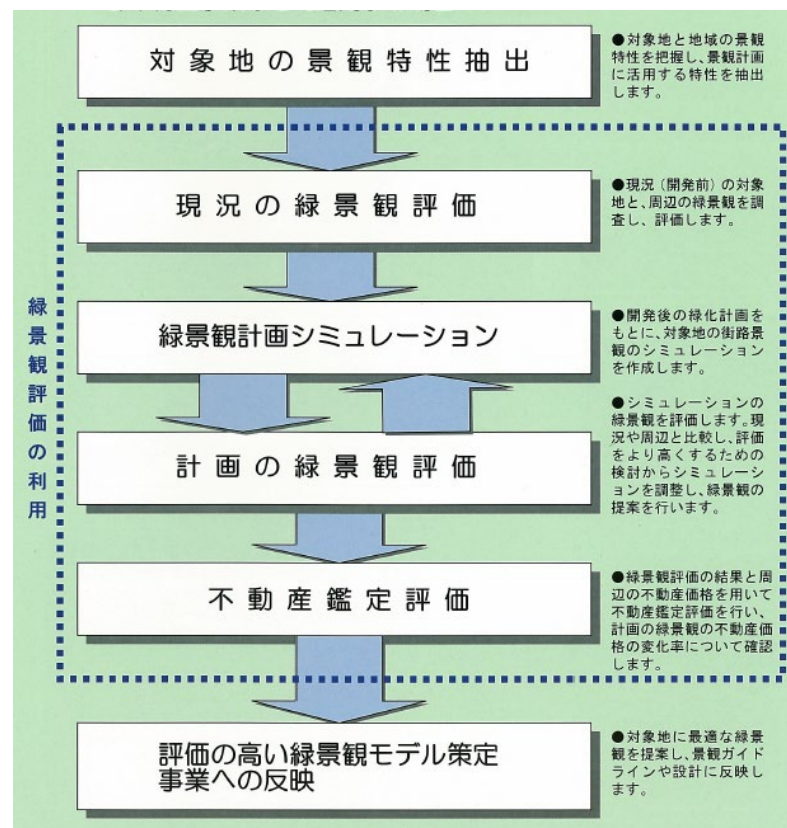 対象地の景観特性抽出
●対象地と地域の景観
特性を把握し、景観計画
に活用する特性を抽出
します。
現況の緑景観評価
●現況（開発前）の対象
地と、周辺の緑景観を調
査し、評価します。
緑景観計画シミュレーション
●開発後の緑化計画を
もとに、対象地の街路景
観のシミュレーション
を作成します。
緑景観評価の利用
計画の緑景観評価
●シミュレーションの
緑景観を評価します。現
況や周辺と比較し、評価
をより高くするための
検討からシミュレーショ
ンを調整し、緑景観の
提案を行います。
不動産鑑定評価
●緑景観評価の結果と周
辺の不動産価格を用いて
不動産鑑定評価を行い、
計画の緑景観の不動産価
格の変化率について確認
します。
評価の高い緑景観モデル策定
事業への反映
●対象地に最適な緑景
観を提案し、景観ガイド
ラインや設計に反映し
ます。